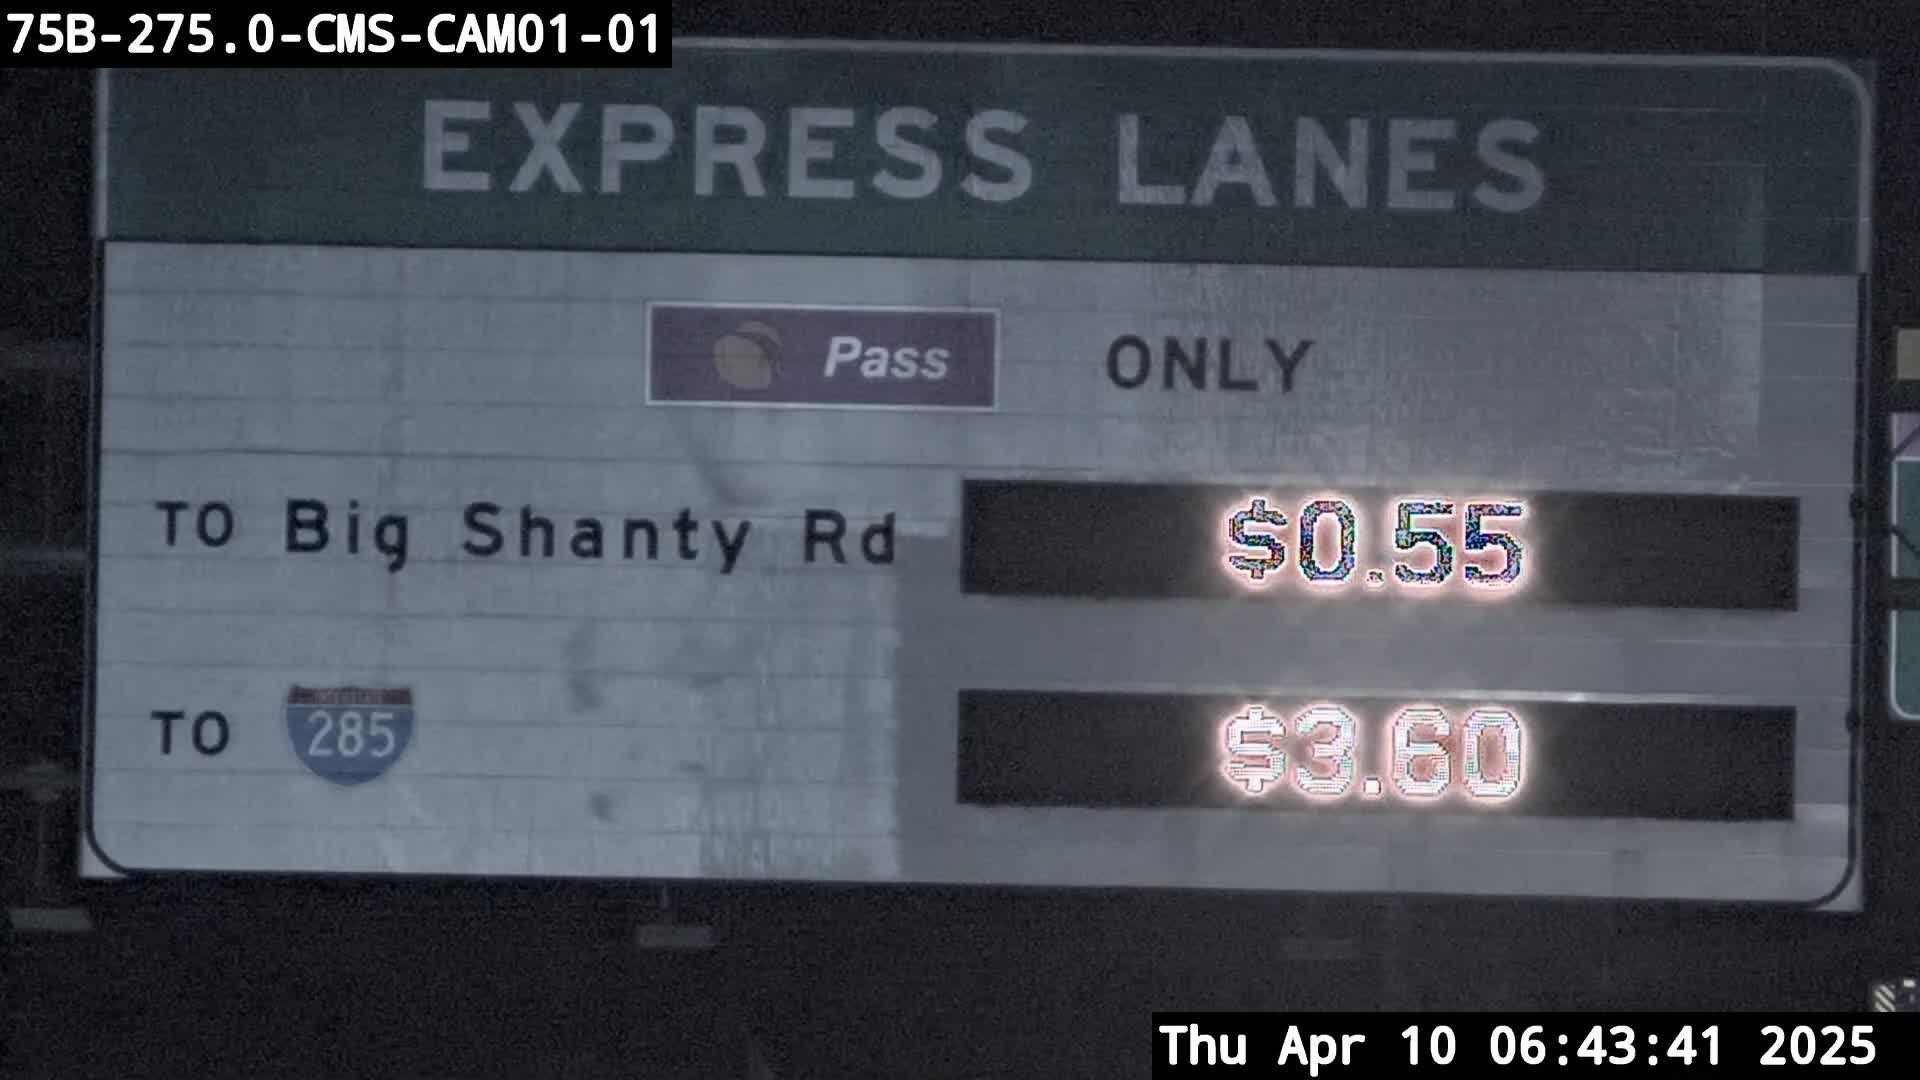 75B-275.0-CMS-CAM01-01
EXPRESS LANES
Pass ONLY
TO Big Shanty Rd $0.55
TO 285 $3.60
Thu Apr 10 06:43:41 2025